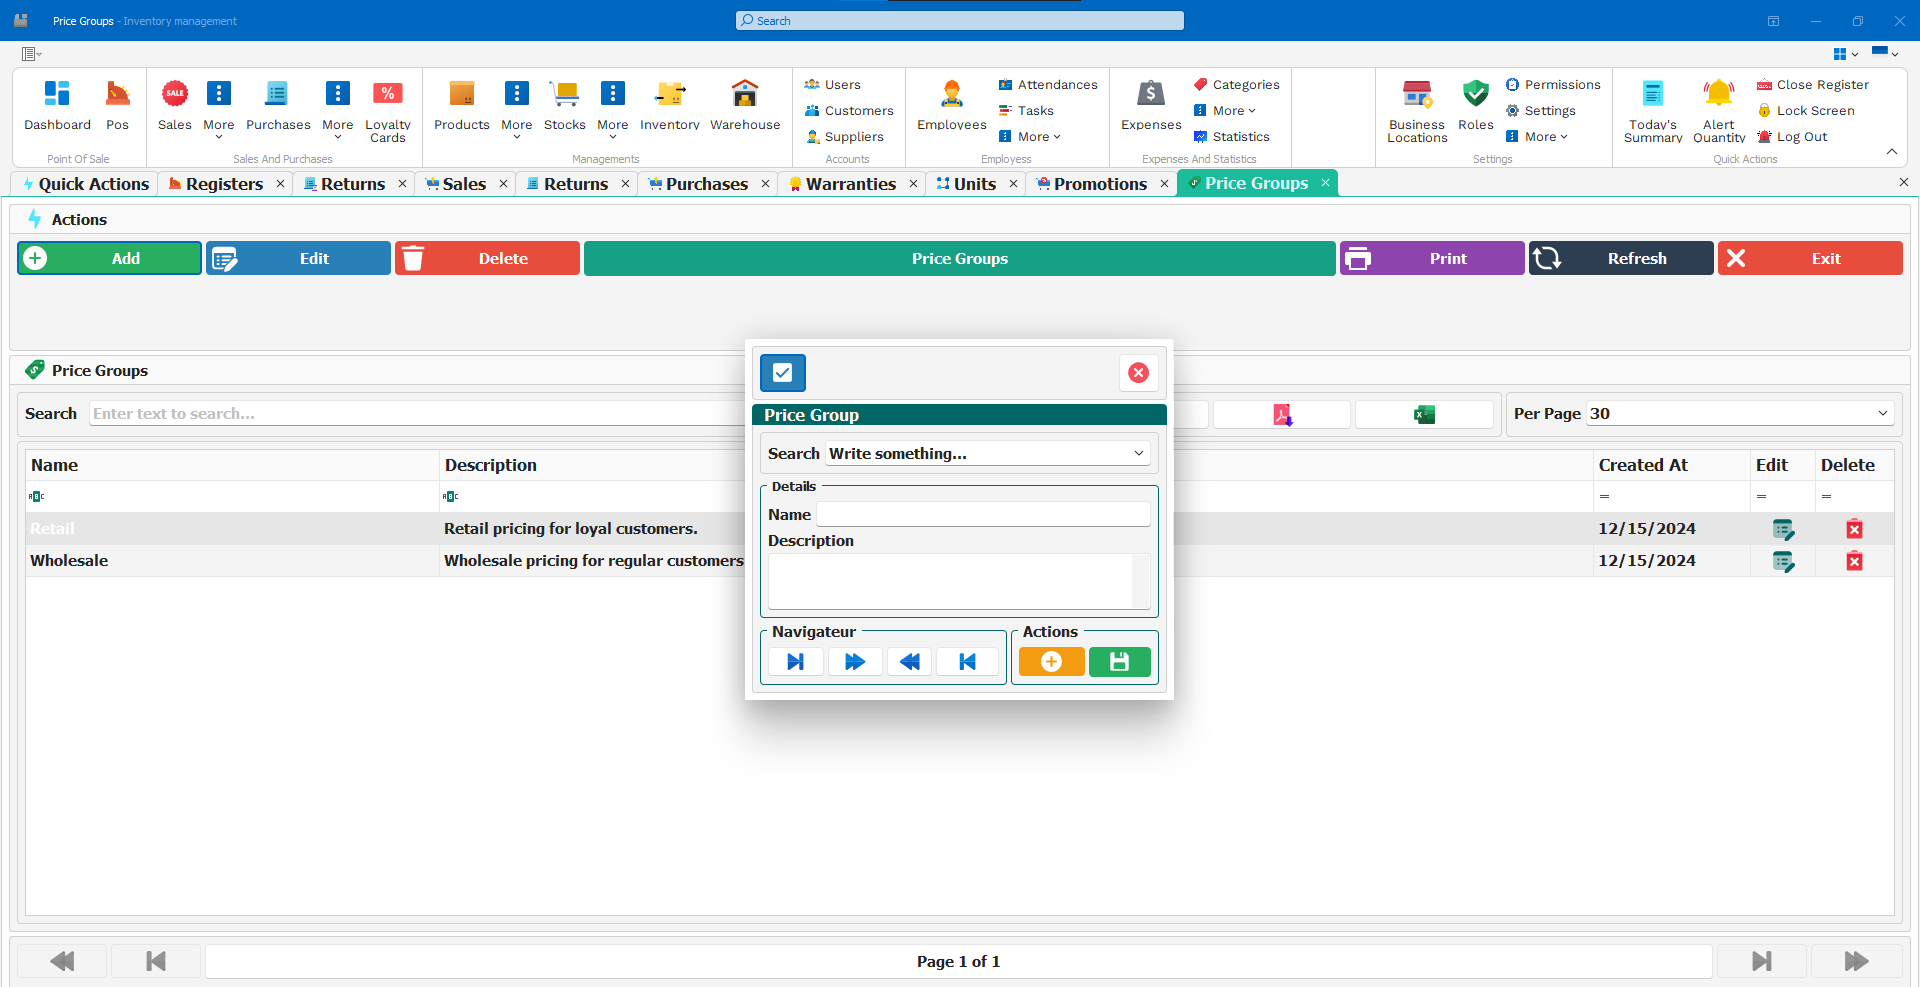 Price Groups - Inventory management
Search
Dashboard
Pos
Point Of Sale
Sales
More
Purchases
More
Loyalty Cards
Sales And Purchases
Products
More
Stocks
More
Inventory
Warehouse
Managements
Users
Customers
Suppliers
Accounts
Employees
Attendances
Tasks
More
Employess
Expenses
Categories
More
Statistics
Expenses And Statistics
Business Locations
Roles
Permissions
Settings
More
Settings
Today's Summary
Alert Quantity
Close Register
Lock Screen
Log Out
Quick Actions
Quick Actions
Registers
Returns
Sales
Returns
Purchases
Warranties
Units
Promotions
Price Groups
Actions
Add
Edit
Delete
Price Groups
Print
Refresh
Exit
Price Groups
Search
Enter text to search...
Per Page
30
Name
Description
Created At
Edit
Delete
Retail
Retail pricing for loyal customers.
12/15/2024
Wholesale
Wholesale pricing for regular customers
12/15/2024
Price Group
Search
Write something...
Details
Name
Description
Navigateur
Actions
Page 1 of 1